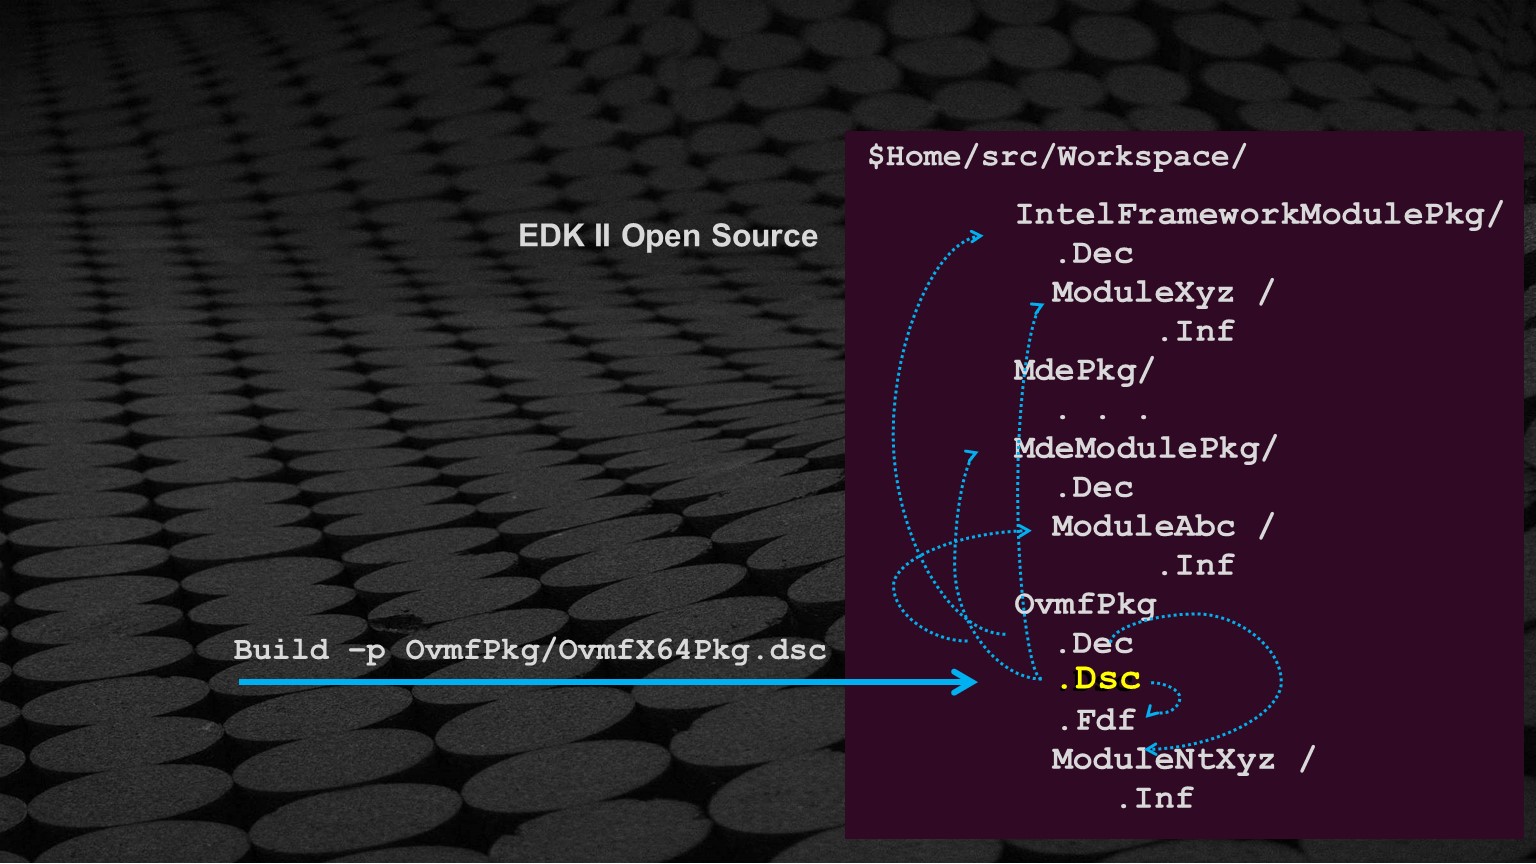 $Home/src/Workspace/
EDK II Open Source
IntelFrameworkModulePkg/
.Dec
ModuleXyz /
.Inf
MdePkg/
. . .
MdeModulePkg/
.Dec
ModuleAbc /
.Inf
OvmfPkg
.Dec
Build –p OvmfPkg/OvmfX64Pkg.dsc
.Dsc
.Fdf
ModuleNtXyz /
.Inf